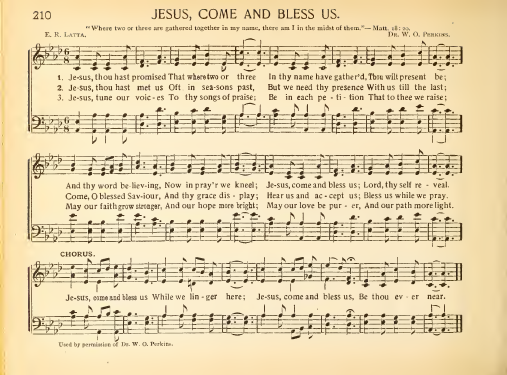 210 JESUS, COME AND BLESS US.
"Where two or three are gathered together in my name, there am I in the midst of them."—Matt. 18: 20.
E. R. LATTA. DR. W. O. PERKINS.
1. Je-sus, thou hast promised That where two or three In thy name have gather'd, Thou wilt present be;
2. Je-sus, thou hast met us Oft in sea-sons past, But we need thy presence With us till the last;
3. Je-sus, tune our voic-es To thy songs of praise; Be in each pe-ti-tion That to thee we raise;
And thy word be-liev-ing, Now in pray'r we kneel; Je-sus, come and bless us; Lord, thy self re-veal.
Come, O blessed Sav-iour, And thy grace dis-play; Hear us and ac-cept us; Bless us while we pray.
May our faith grow stronger, And our hope more bright; May our love be pur-er, And our path more light.
CHORUS.
Je-sus, come and bless us While we lin-ger here; Je-sus, come and bless us, Be thou ev-er near.
Used by permission of Dr. W. O. Perkins.